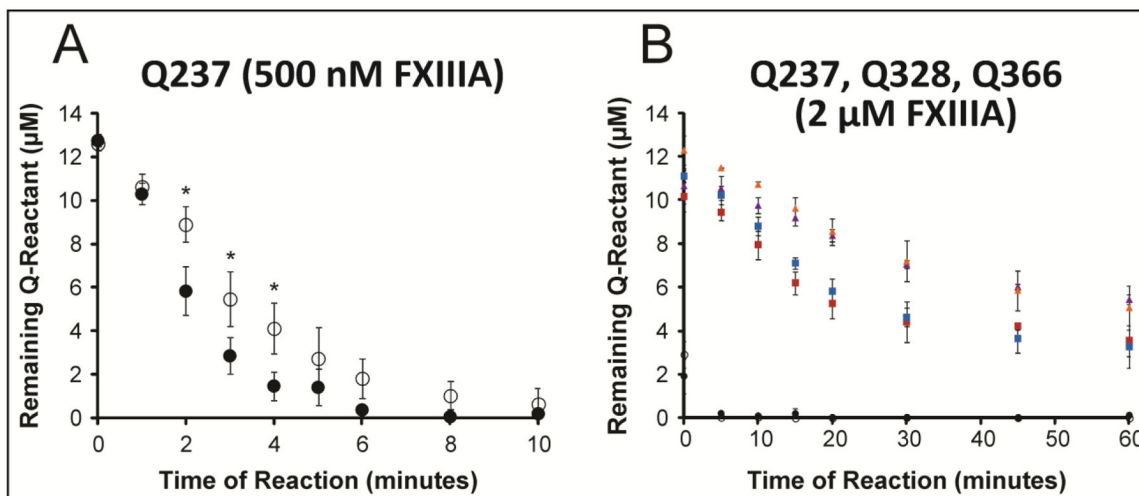 A
Q237 (500 nM FXIIIA)
Remaining Q-Reactant (µM)
14
12
10
8
6
4
2
0
* * *
0 2 4 6 8 10
Time of Reaction (minutes)
B
Q237, Q328, Q366
(2 µM FXIIIA)
Remaining Q-Reactant (µM)
14
12
10
8
6
4
2
0
0 10 20 30 40 50 60
Time of Reaction (minutes)